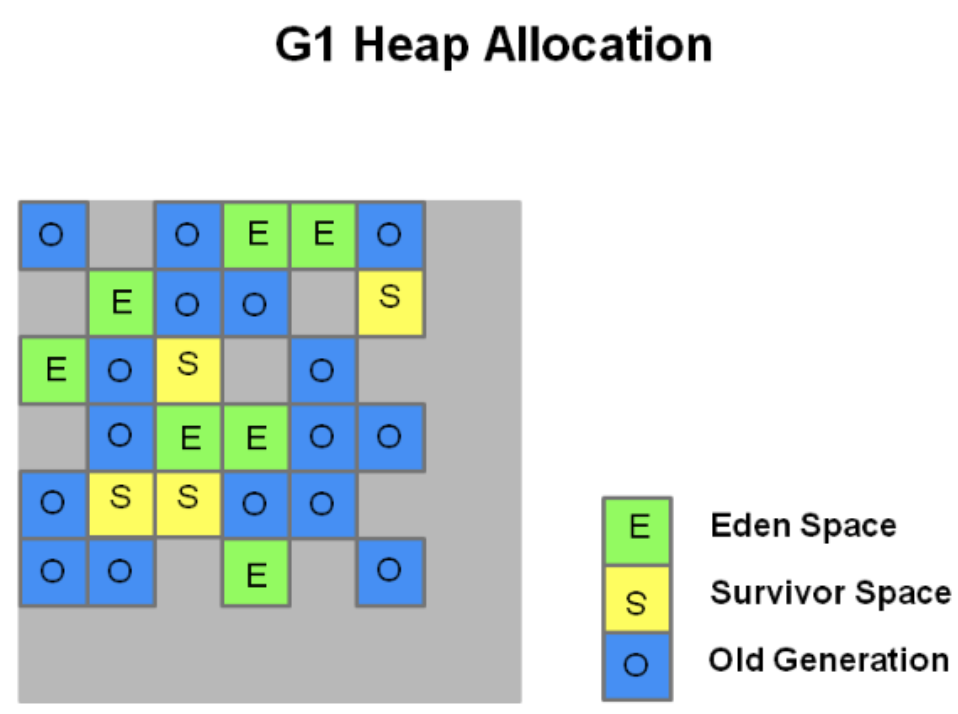 G1 Heap Allocation
O O E E O
E O O S
E O S O
O E E O O
O S S O O
O O E O
E Eden Space
S Survivor Space
O Old Generation